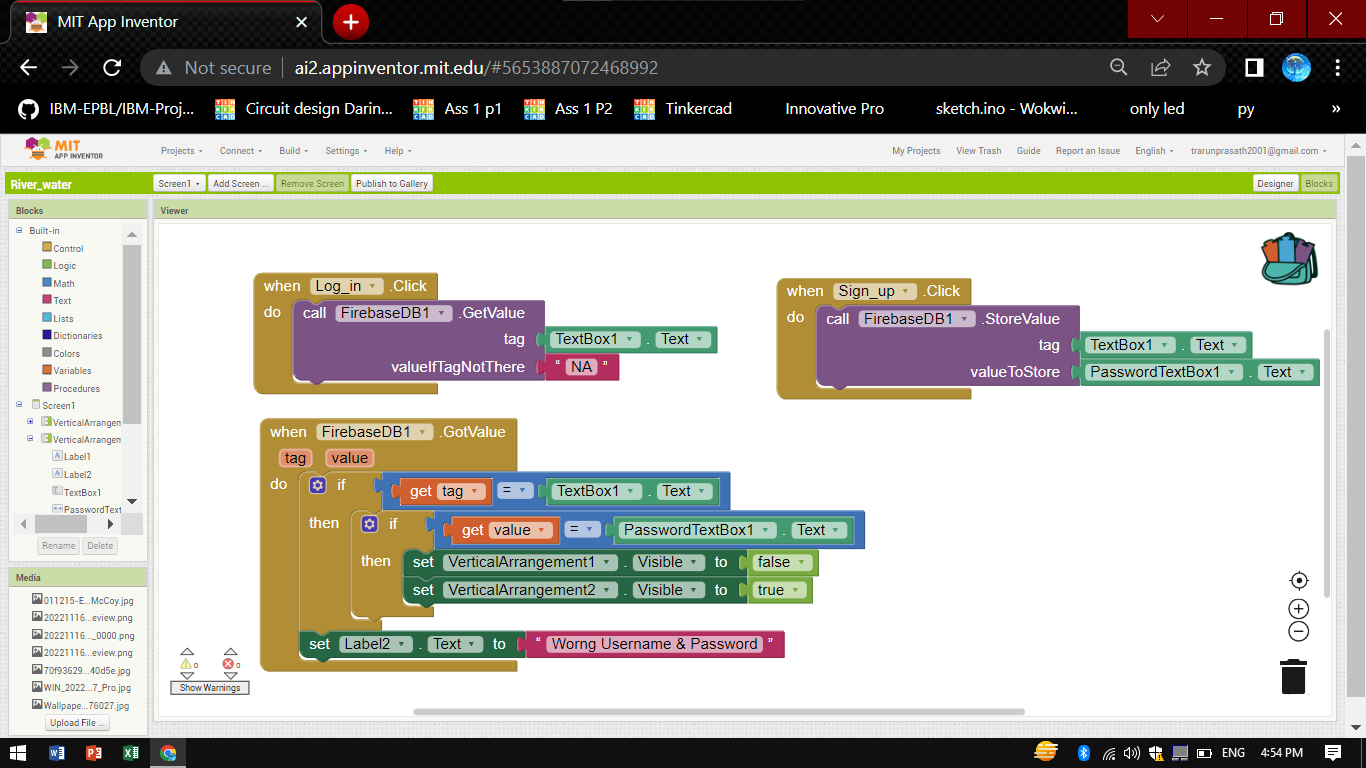 MIT App Inventor
Not secure
ai2.appinventor.mit.edu/#5653887072468992
IBM-EPBL/IBM-Proj...
Circuit design Darin...
Ass 1 p1
Ass 1 P2
Tinkercad
Innovative Pro
sketch.ino - Wokwi...
only led
py
»
MIT
APP INVENTOR
Projects
Connect
Build
Settings
Help
My Projects
View Trash
Guide
Report an Issue
English
trarunprasath2001@gmail.com
River_water
Screen1
Add Screen ...
Remove Screen
Publish to Gallery
Designer
Blocks
Blocks
Built-in
Control
Logic
Math
Text
Lists
Dictionaries
Colors
Variables
Procedures
Screen1
VerticalArrangem
VerticalArrangem
Label1
Label2
TextBox1
PasswordText
Rename
Delete
Media
011215-E...McCoy.jpg
20221116...eview.png
20221116..._0000.png
20221116...eview.png
70f93629...40d5e.jpg
WIN_2022...7_Pro.jpg
Wallpape...76027.jpg
Upload File ...
Viewer
when Log_in .Click
do call FirebaseDB1 .GetValue
tag TextBox1 . Text
valueIfTagNotThere “ NA ”
when Sign_up .Click
do call FirebaseDB1 .StoreValue
tag TextBox1 . Text
valueToStore PasswordTextBox1 . Text
when FirebaseDB1 .GotValue
tag value
do if get tag = TextBox1 . Text
then if get value = PasswordTextBox1 . Text
then set VerticalArrangement1 . Visible to false
set VerticalArrangement2 . Visible to true
set Label2 . Text to “ Worng Username & Password ”
0
0
Show Warnings
ENG
4:54 PM